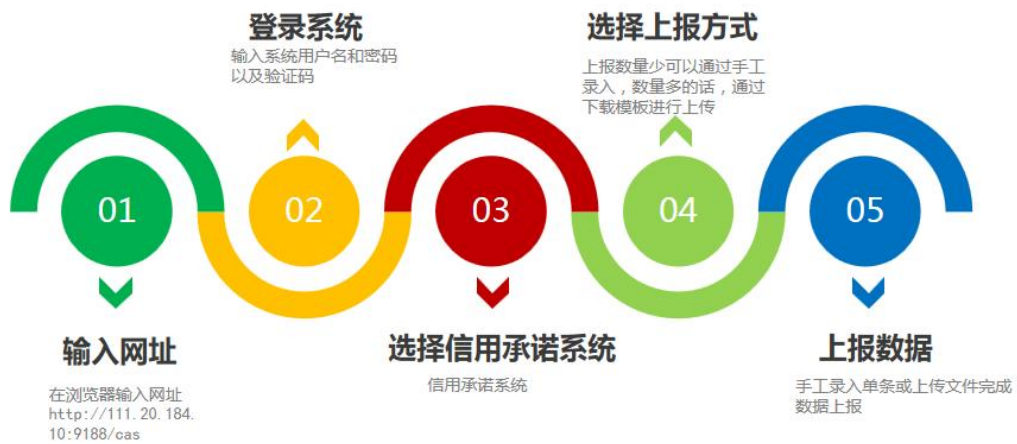 登录系统
输入系统用户名和密码
以及验证码
选择上报方式
上报数量少可以通过手工
录入，数量多的话，通过
下载模板进行上传
01
02
03
04
05
输入网址
在浏览器输入网址
http://111.20.184.
10:9188/cas
选择信用承诺系统
信用承诺系统
上报数据
手工录入单条或上传文件完成
数据上报